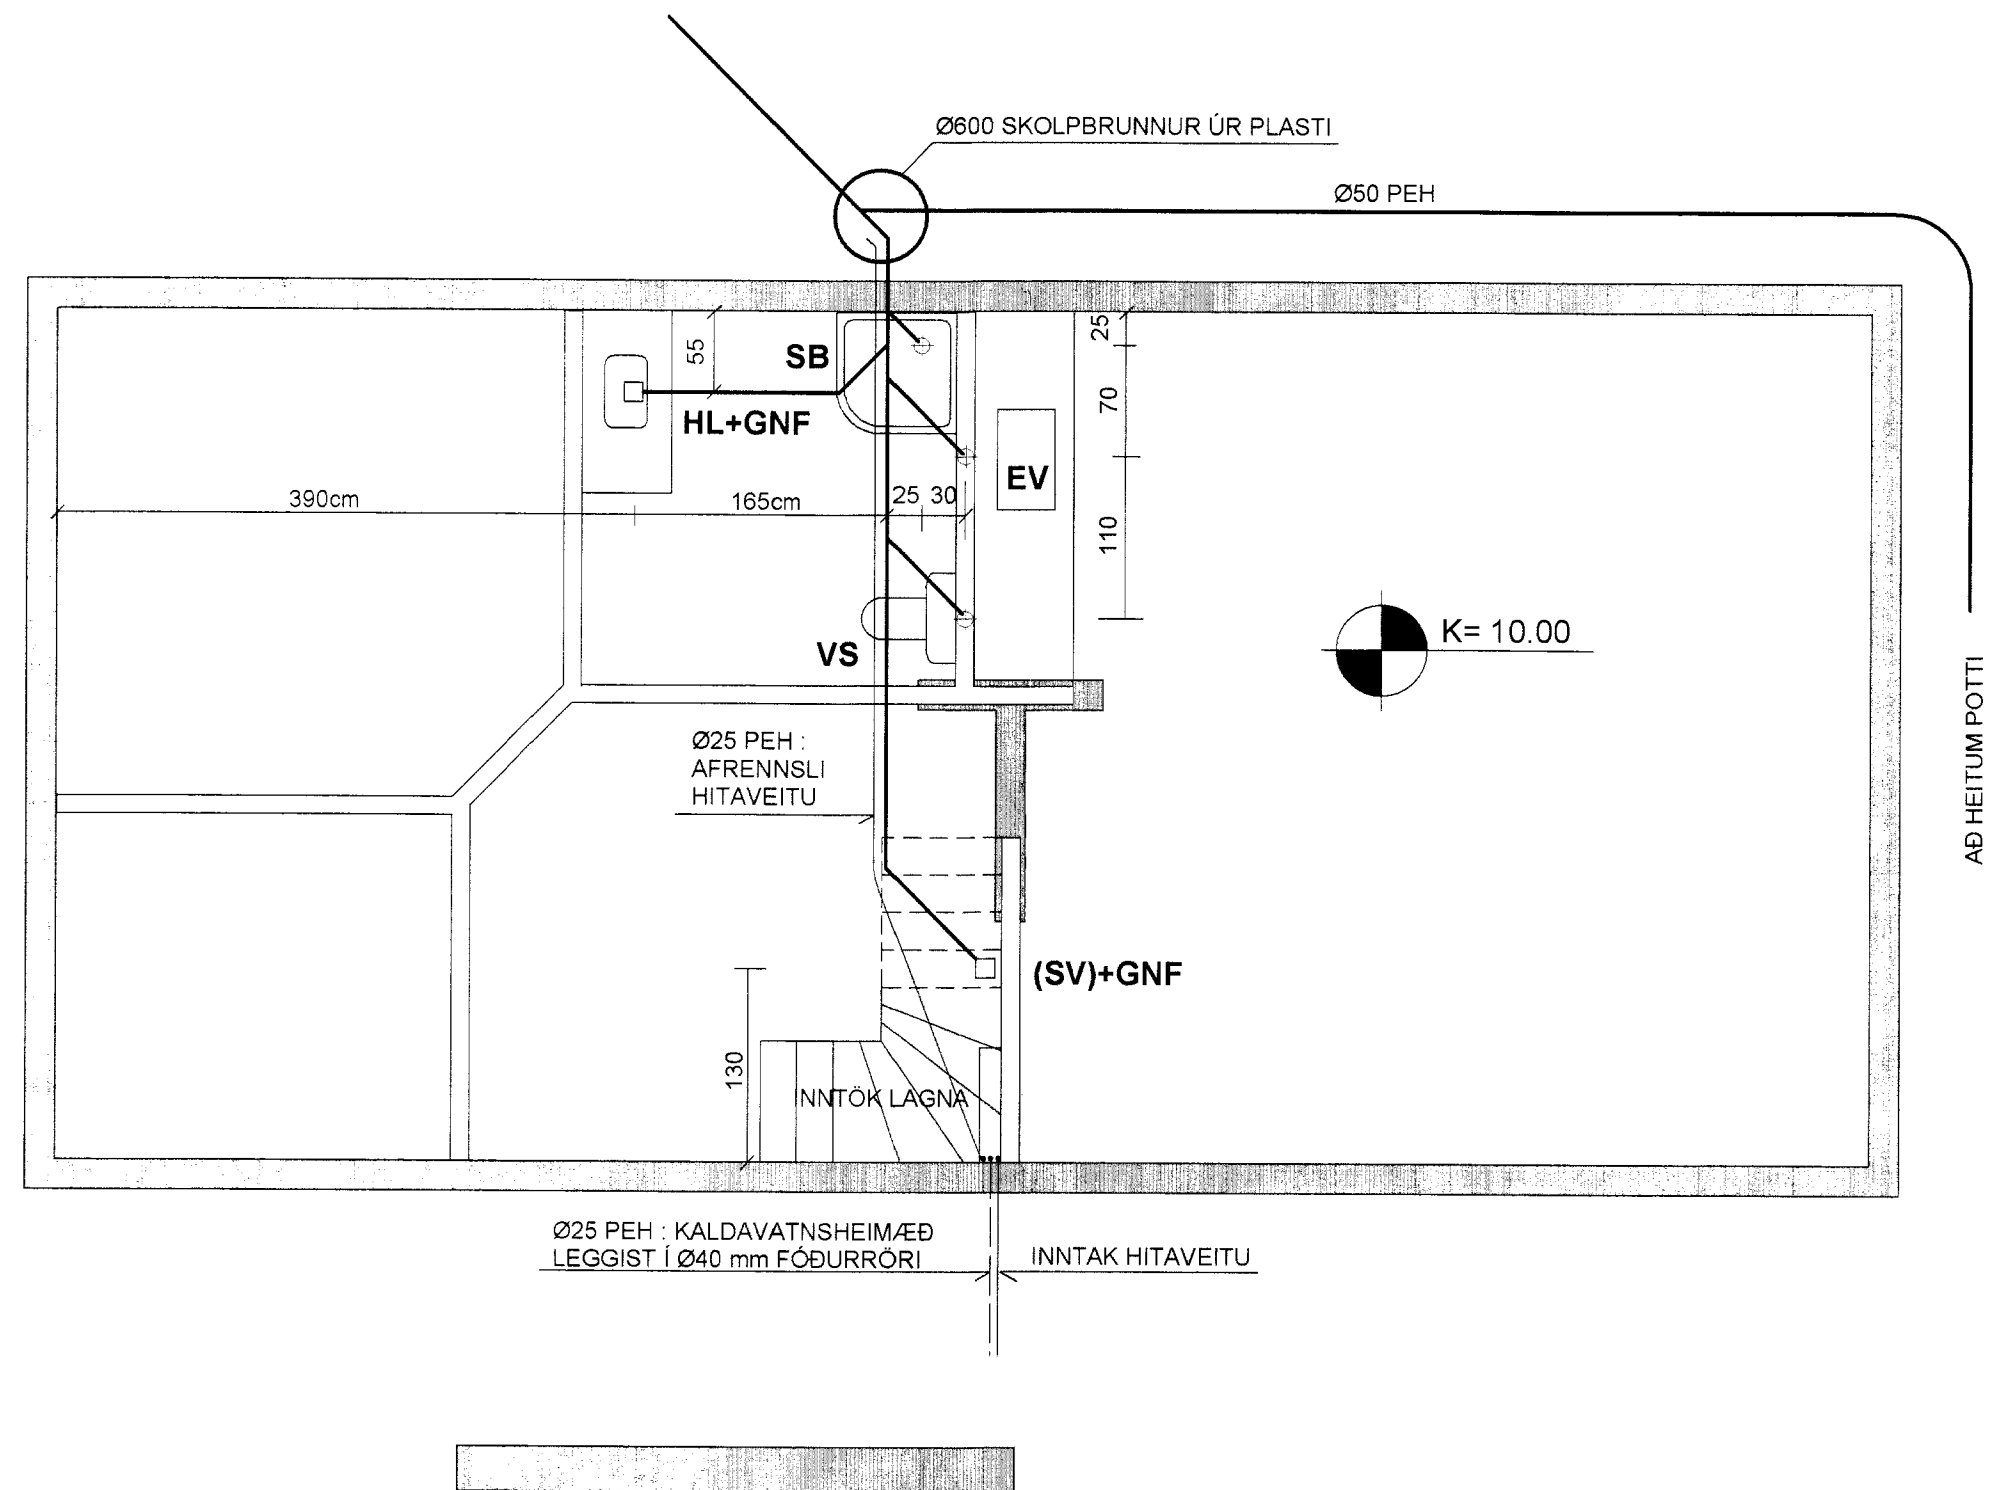 Ø600 SKOLPBRUNNUR ÚR PLASTI
Ø50 PEH
25
55
SB
70
HL+GNF
EV
390cm
165cm
25
30
110
K= 10.00
VS
AÐ HEITUM POTTI
Ø25 PEH :
AFRENNSLI
HITAVEITU
(SV)+GNF
130
INNTÖK LAGNA
Ø25 PEH : KALDAVATNSHEIMÆÐ
LEGGIST Í Ø40 mm FÓÐURRÖRI
INNTAK HITAVEITU